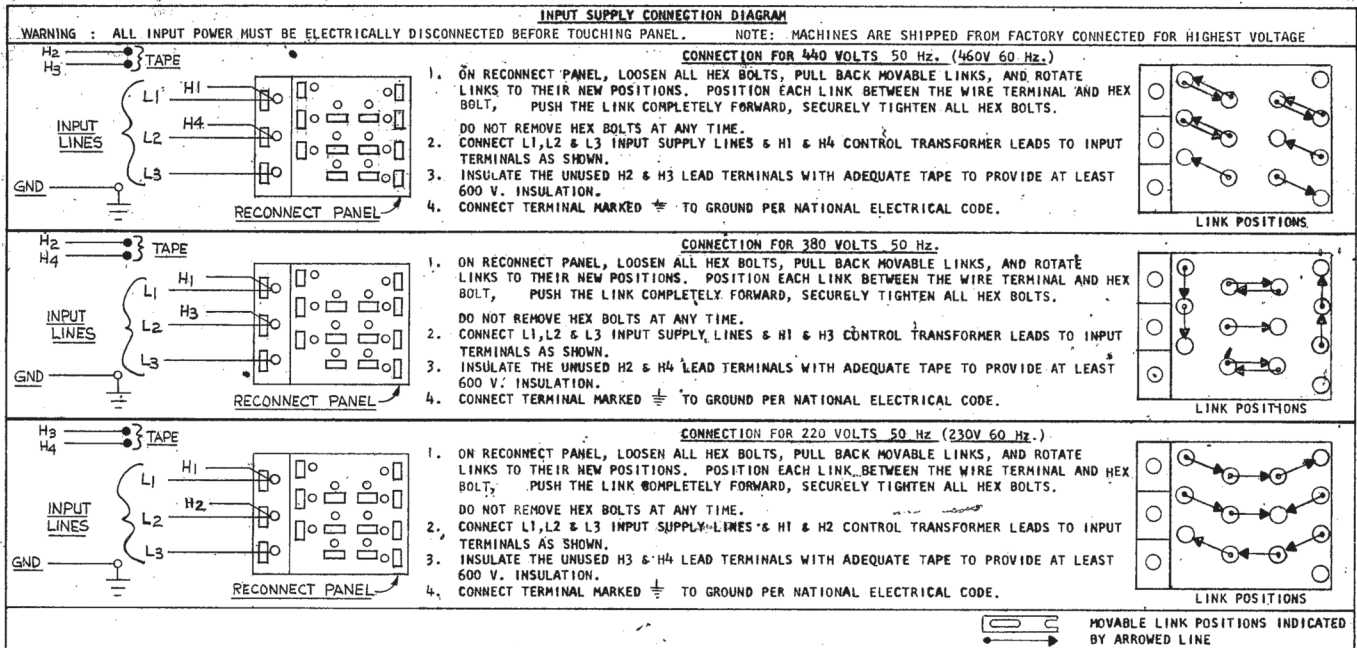 INPUT SUPPLY CONNECTION DIAGRAM
WARNING : ALL INPUT POWER MUST BE ELECTRICALLY DISCONNECTED BEFORE TOUCHING PANEL. NOTE: MACHINES ARE SHIPPED FROM FACTORY CONNECTED FOR HIGHEST VOLTAGE
H2
H3
TAPE
L1
H1
L2
H4
L3
INPUT
LINES
GND
RECONNECT PANEL
CONNECTION FOR 440 VOLTS 50 Hz. (460V 60 Hz.)
1. ON RECONNECT PANEL, LOOSEN ALL HEX BOLTS, PULL BACK MOVABLE LINKS, AND ROTATE
LINKS TO THEIR NEW POSITIONS. POSITION EACH LINK BETWEEN THE WIRE TERMINAL AND HEX
BOLT, PUSH THE LINK COMPLETELY FORWARD, SECURELY TIGHTEN ALL HEX BOLTS.
DO NOT REMOVE HEX BOLTS AT ANY TIME.
2. CONNECT L1,L2 & L3 INPUT SUPPLY LINES & H1 & H4 CONTROL TRANSFORMER LEADS TO INPUT
TERMINALS AS SHOWN.
3. INSULATE THE UNUSED H2 & H3 LEAD TERMINALS WITH ADEQUATE TAPE TO PROVIDE AT LEAST
600 V. INSULATION.
4. CONNECT TERMINAL MARKED ⏚ TO GROUND PER NATIONAL ELECTRICAL CODE.
LINK POSITIONS
H2
H4
TAPE
L1
H1
L2
H3
L3
INPUT
LINES
GND
RECONNECT PANEL
CONNECTION FOR 380 VOLTS 50 Hz.
1. ON RECONNECT PANEL, LOOSEN ALL HEX BOLTS, PULL BACK MOVABLE LINKS, AND ROTATE
LINKS TO THEIR NEW POSITIONS. POSITION EACH LINK BETWEEN THE WIRE TERMINAL AND HEX
BOLT, PUSH THE LINK COMPLETELY FORWARD, SECURELY TIGHTEN ALL HEX BOLTS.
DO NOT REMOVE HEX BOLTS AT ANY TIME.
2. CONNECT L1,L2 & L3 INPUT SUPPLY LINES & H1 & H3 CONTROL TRANSFORMER LEADS TO INPUT
TERMINALS AS SHOWN.
3. INSULATE THE UNUSED H2 & H4 LEAD TERMINALS WITH ADEQUATE TAPE TO PROVIDE AT LEAST
600 V. INSULATION.
4. CONNECT TERMINAL MARKED ⏚ TO GROUND PER NATIONAL ELECTRICAL CODE.
LINK POSITIONS
H3
H4
TAPE
L1
H1
L2
H2
L3
INPUT
LINES
GND
RECONNECT PANEL
CONNECTION FOR 220 VOLTS 50 Hz (230V 60 Hz.)
1. ON RECONNECT PANEL, LOOSEN ALL HEX BOLTS, PULL BACK MOVABLE LINKS, AND ROTATE
LINKS TO THEIR NEW POSITIONS. POSITION EACH LINK BETWEEN THE WIRE TERMINAL AND HEX
BOLT, PUSH THE LINK COMPLETELY FORWARD, SECURELY TIGHTEN ALL HEX BOLTS.
DO NOT REMOVE HEX BOLTS AT ANY TIME.
2. CONNECT L1,L2 & L3 INPUT SUPPLY LINES & H1 & H2 CONTROL TRANSFORMER LEADS TO INPUT
TERMINALS AS SHOWN.
3. INSULATE THE UNUSED H3 & H4 LEAD TERMINALS WITH ADEQUATE TAPE TO PROVIDE AT LEAST
600 V. INSULATION.
4. CONNECT TERMINAL MARKED ⏚ TO GROUND PER NATIONAL ELECTRICAL CODE.
LINK POSITIONS
MOVABLE LINK POSITIONS INDICATED
BY ARROWED LINE